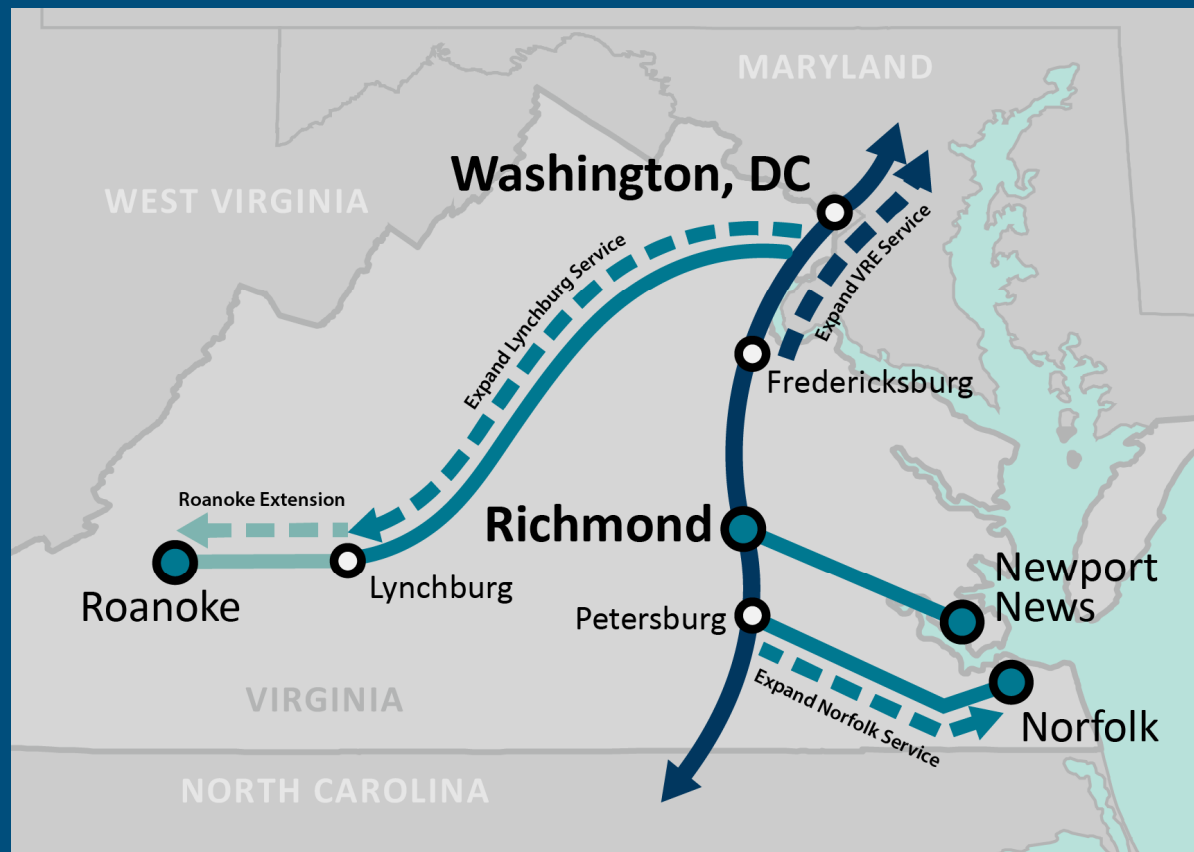 MARYLAND
Washington, DC
WEST VIRGINIA
Expand Lynchburg Service
Expand VRE Service
Fredericksburg
Roanoke Extension
Richmond
Lynchburg
Roanoke
Newport
News
Petersburg
Expand Norfolk Service
VIRGINIA
Norfolk
NORTH CAROLINA